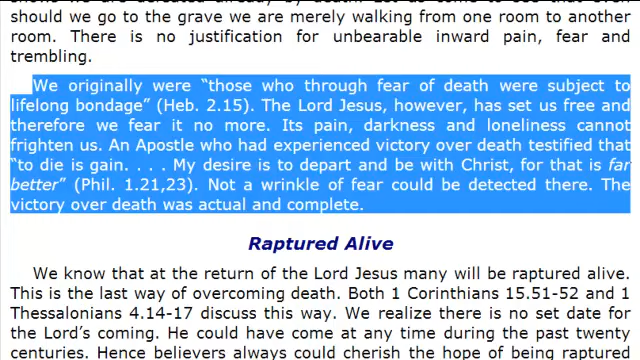 should we go to the grave we are merely walking from one room to another
room. There is no justification for unbearable inward pain, fear and
trembling.
We originally were “those who through fear of death were subject to
lifelong bondage” (Heb. 2.15). The Lord Jesus, however, has set us free and
therefore we fear it no more. Its pain, darkness and loneliness cannot
frighten us. An Apostle who had experienced victory over death testified that
“to die is gain. . . . My desire is to depart and be with Christ, for that is far
better” (Phil. 1.21,23). Not a wrinkle of fear could be detected there. The
victory over death was actual and complete.
Raptured Alive
We know that at the return of the Lord Jesus many will be raptured alive.
This is the last way of overcoming death. Both 1 Corinthians 15.51-52 and 1
Thessalonians 4.14-17 discuss this way. We realize there is no set date for
the Lord’s coming. He could have come at any time during the past twenty
centuries. Hence believers always could cherish the hope of being raptured